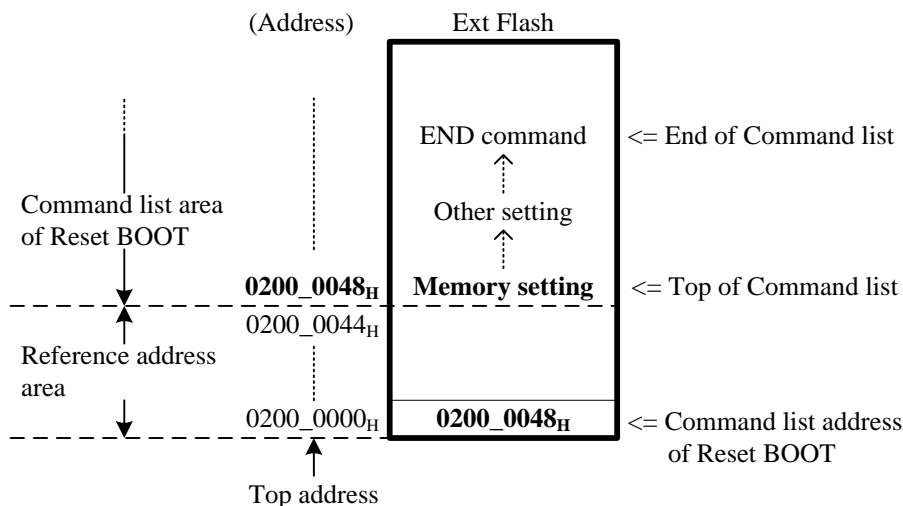 (Address) Ext Flash
END command <= End of Command list
Command list area
of Reset BOOT
Other setting
0200_0048H Memory setting <= Top of Command list
0200_0044H
Reference address
area
0200_0000H 0200_0048H <= Command list address
of Reset BOOT
Top address